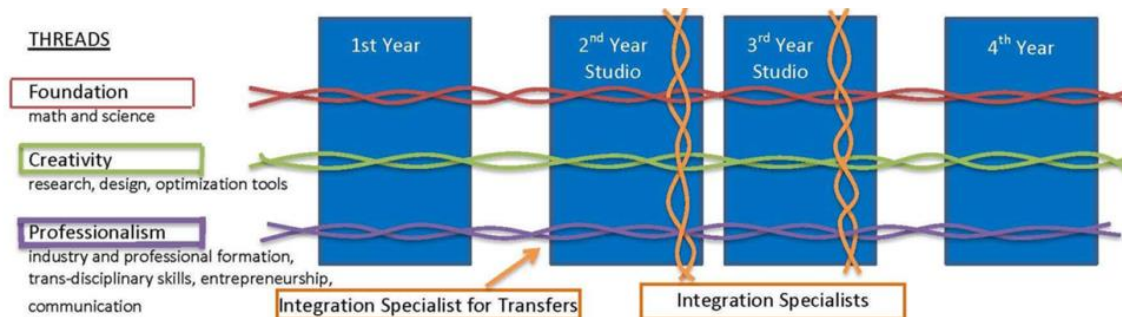 THREADS
Foundation
math and science
Creativity
research, design, optimization tools
Professionalism
industry and professional formation,
trans-disciplinary skills, entrepreneurship,
communication
1st Year
2nd Year
Studio
3rd Year
Studio
4th Year
Integration Specialist for Transfers
Integration Specialists